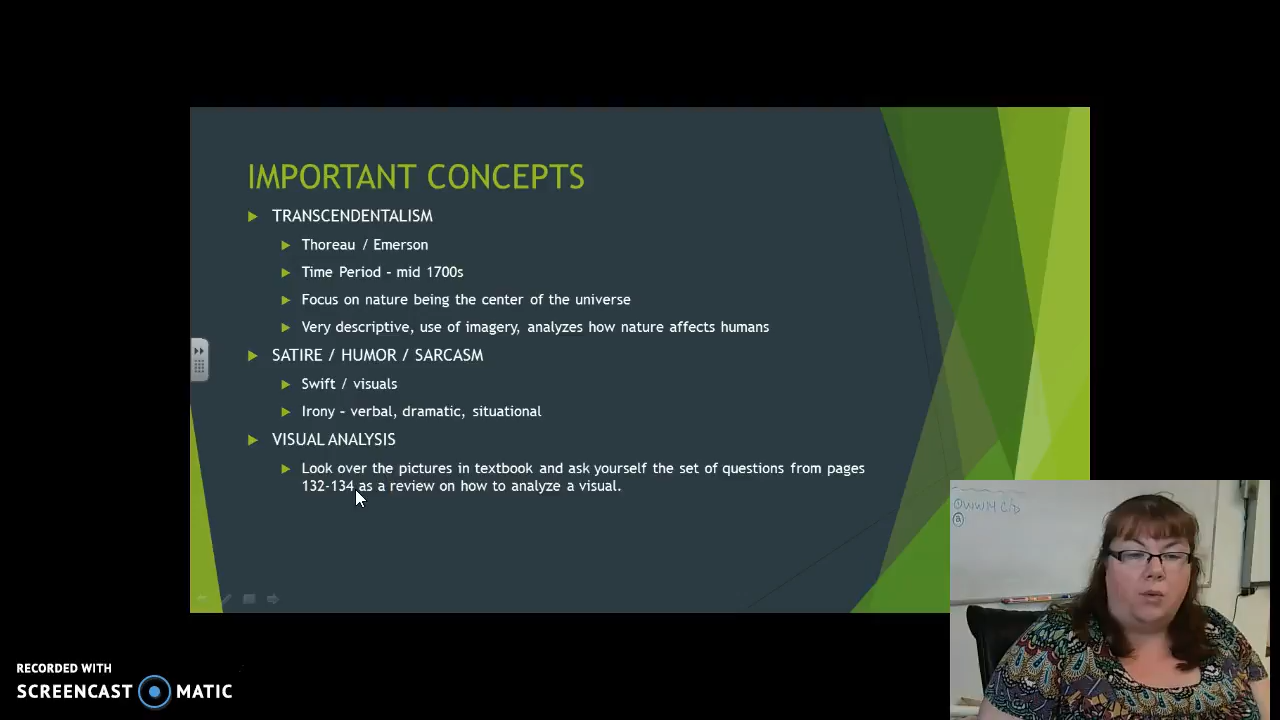 IMPORTANT CONCEPTS
TRANSCENDENTALISM
Thoreau / Emerson
Time Period – mid 1700s
Focus on nature being the center of the universe
Very descriptive, use of imagery, analyzes how nature affects humans
SATIRE / HUMOR / SARCASM
Swift / visuals
Irony – verbal, dramatic, situational
VISUAL ANALYSIS
Look over the pictures in textbook and ask yourself the set of questions from pages
132-134 as a review on how to analyze a visual.
RECORDED WITH
SCREENCAST MATIC